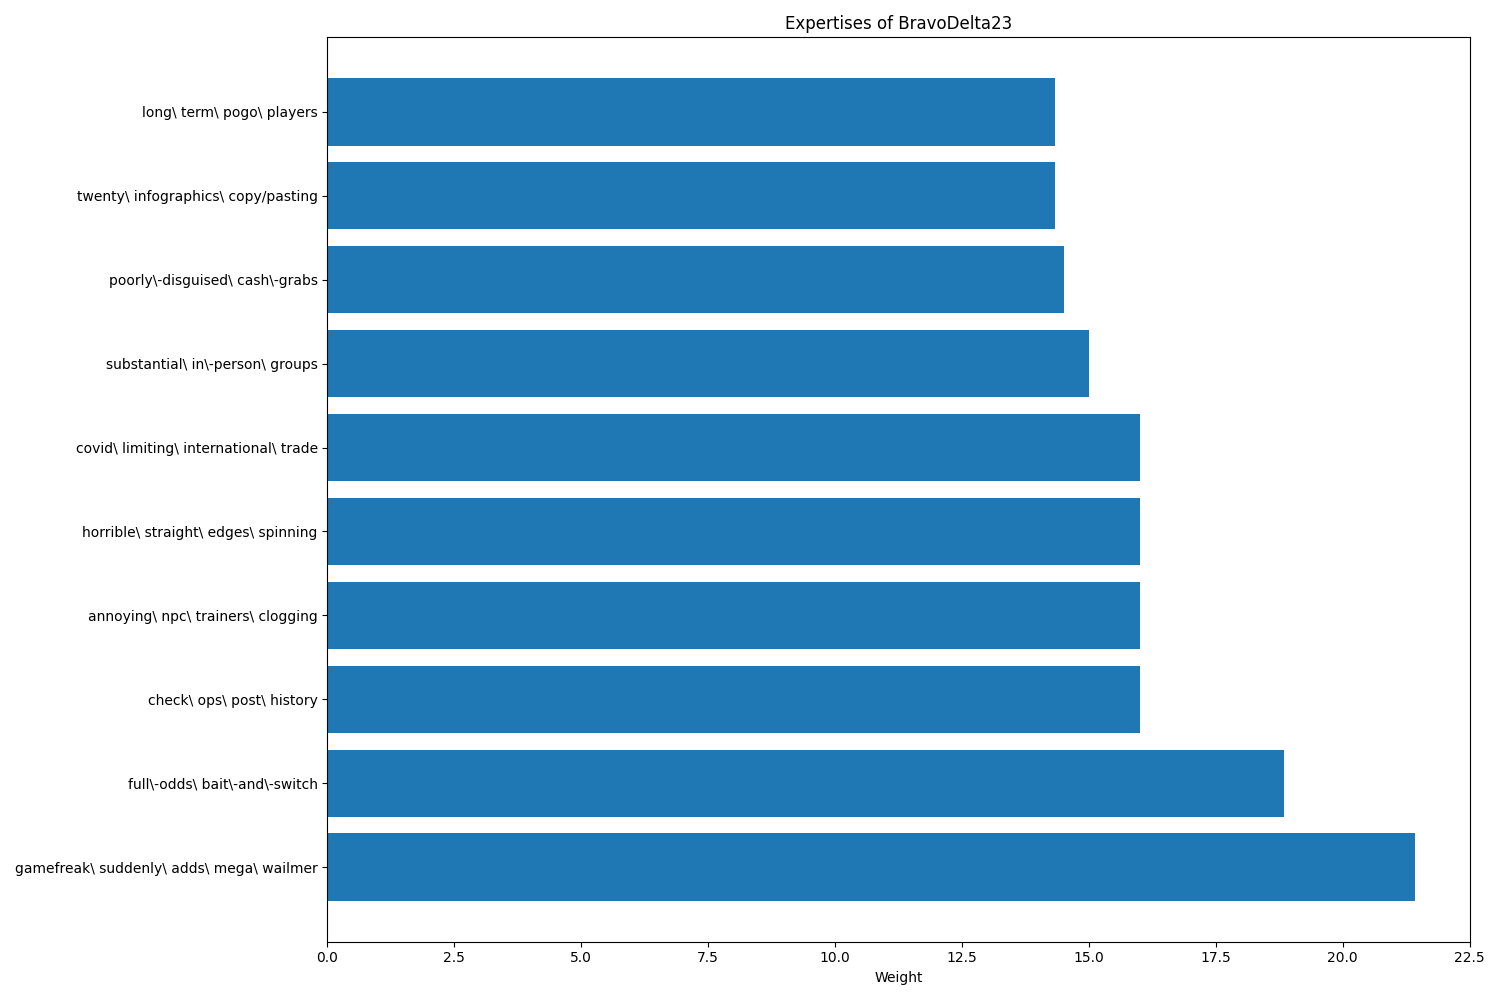 Expertises of BravoDelta23
long\ term\ pogo\ players
twenty\ infographics\ copy/pasting
poorly\-disguised\ cash\-grabs
substantial\ in\-person\ groups
covid\ limiting\ international\ trade
horrible\ straight\ edges\ spinning
annoying\ npc\ trainers\ clogging
check\ ops\ post\ history
full\-odds\ bait\-and\-switch
gamefreak\ suddenly\ adds\ mega\ wailmer
0.0 2.5 5.0 7.5 10.0 12.5 15.0 17.5 20.0 22.5
Weight